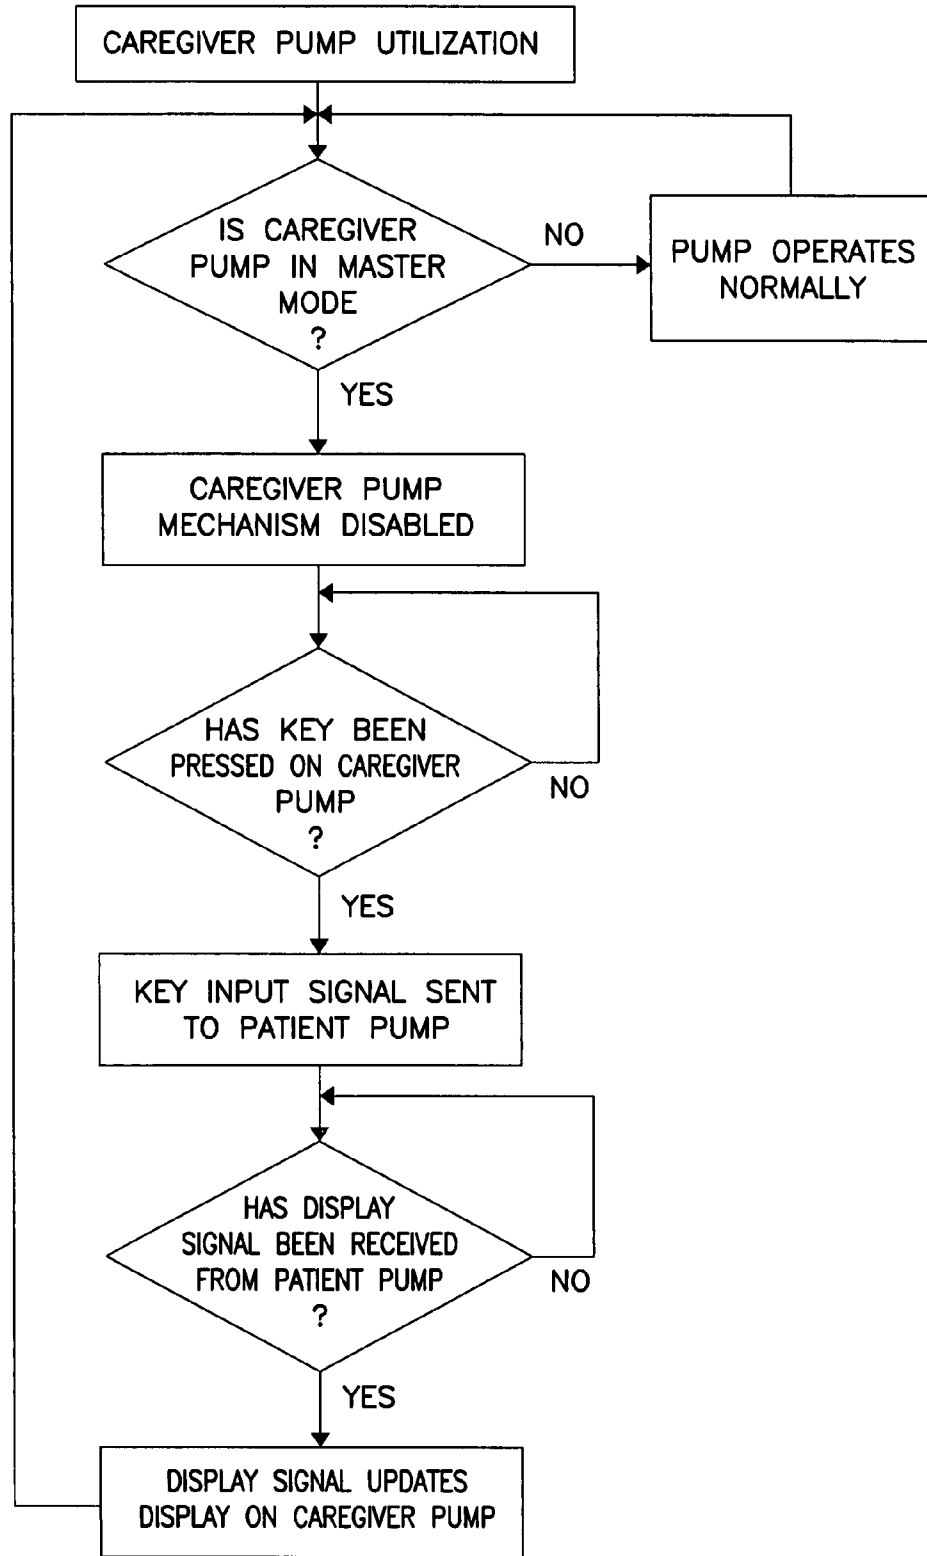 CAREGIVER PUMP UTILIZATION
IS CAREGIVER
PUMP IN MASTER
MODE
?
NO
PUMP OPERATES
NORMALLY
YES
CAREGIVER PUMP
MECHANISM DISABLED
HAS KEY BEEN
PRESSED ON CAREGIVER
PUMP
?
NO
YES
KEY INPUT SIGNAL SENT
TO PATIENT PUMP
HAS DISPLAY
SIGNAL BEEN RECEIVED
FROM PATIENT PUMP
?
NO
YES
DISPLAY SIGNAL UPDATES
DISPLAY ON CAREGIVER PUMP